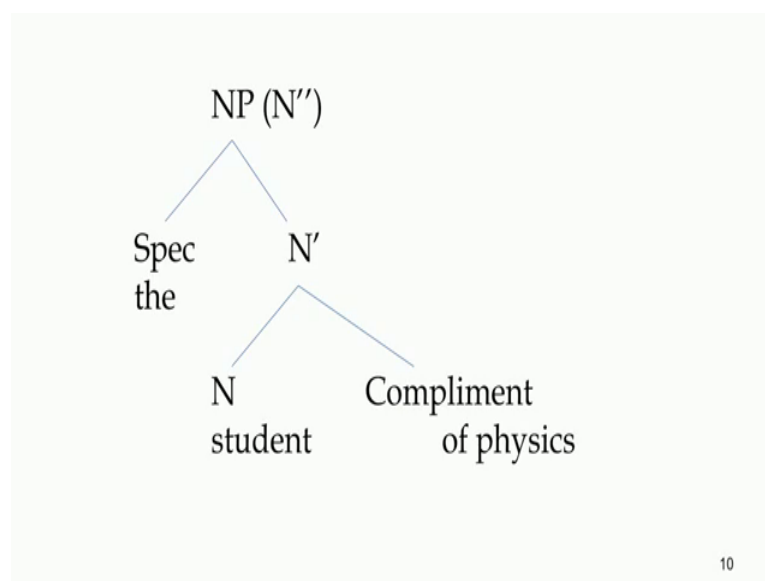 NP (N’’)
Spec N’
the
N Compliment
student of physics
10